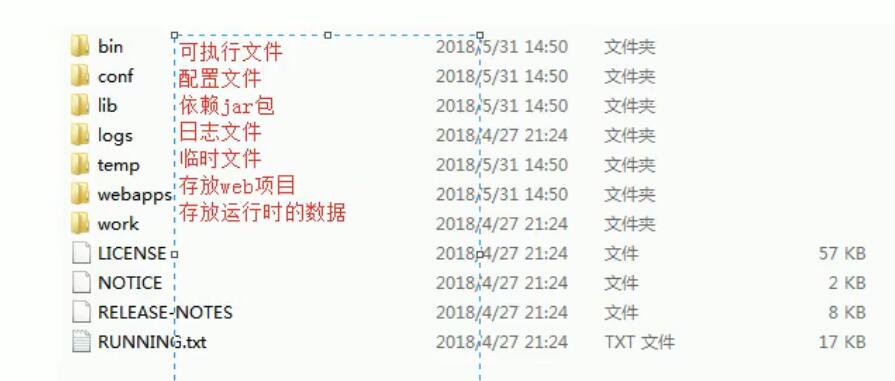 bin 可执行文件 2018/5/31 14:50 文件夹
conf 配置文件 2018/5/31 14:50 文件夹
lib 依赖jar包 2018/5/31 14:50 文件夹
logs 日志文件 2018/4/27 21:24 文件夹
temp 临时文件 2018/5/31 14:50 文件夹
webapps 存放web项目 2018/5/31 14:50 文件夹
work 存放运行时的数据 2018/4/27 21:24 文件夹
LICENSE 2018/4/27 21:24 文件 57 KB
NOTICE 2018/4/27 21:24 文件 2 KB
RELEASE-NOTES 2018/4/27 21:24 文件 8 KB
RUNNING.txt 2018/4/27 21:24 TXT 文件 17 KB